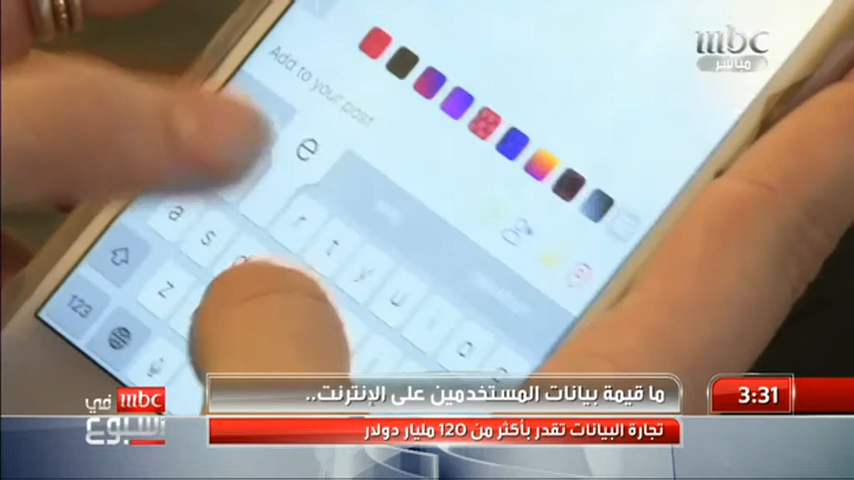 mbc
مباشر
Add to your post
e
r t y u i o
a s
z
123
ما قيمة بيانات المستخدمين على الإنترنت..
3:31
تجارة البيانات تقدر بأكثر من 120 مليار دولار
mbc في
أسبوع